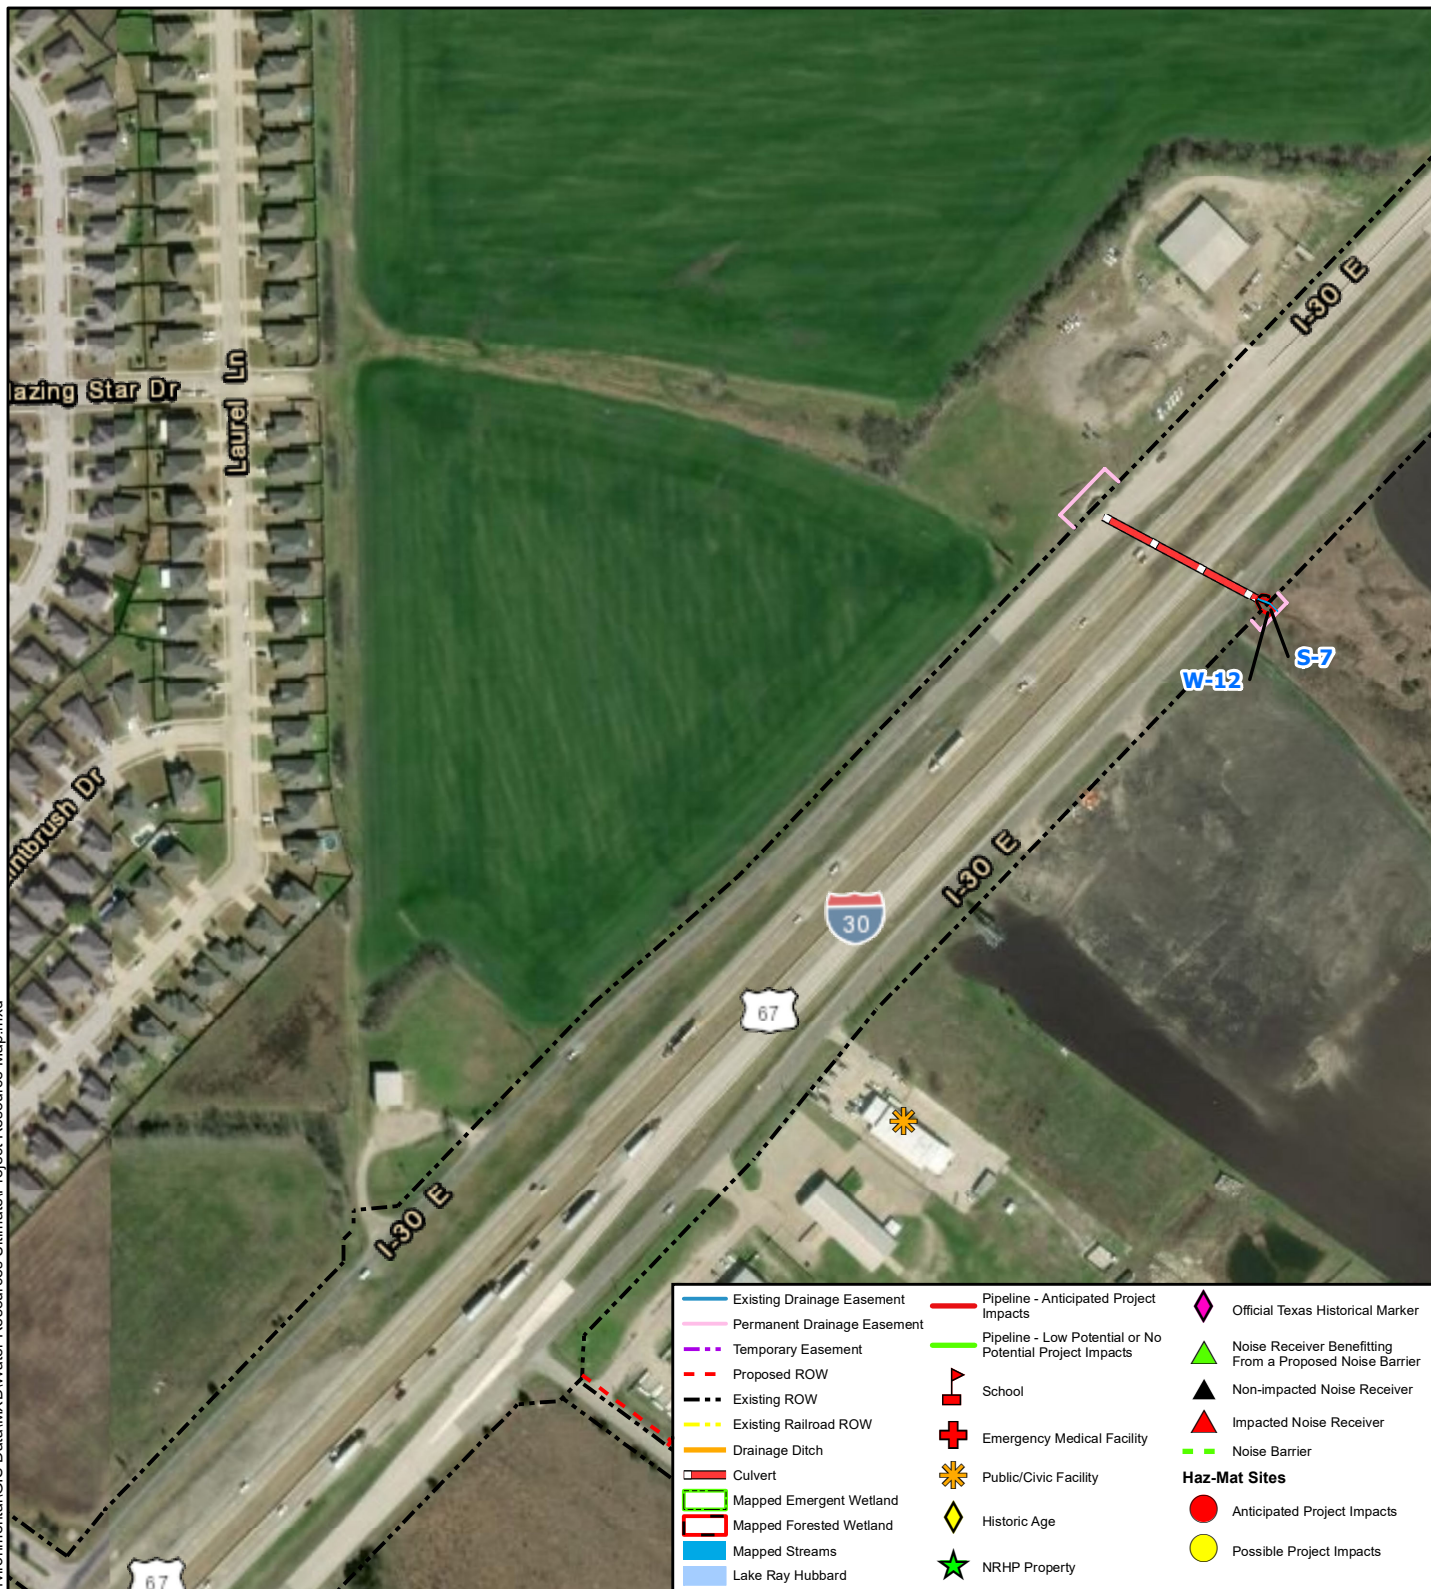 I-30 E
lazing Star Dr
Laurel Ln
S-7
W-12
I-30 E
30
67
I-30 E
67
Existing Drainage Easement
Permanent Drainage Easement
Temporary Easement
Proposed ROW
Existing ROW
Existing Railroad ROW
Drainage Ditch
Culvert
Mapped Emergent Wetland
Mapped Forested Wetland
Mapped Streams
Lake Ray Hubbard
Pipeline - Anticipated Project
Impacts
Pipeline - Low Potential or No
Potential Project Impacts
School
Emergency Medical Facility
Public/Civic Facility
Historic Age
NRHP Property
Official Texas Historical Marker
Noise Receiver Benefitting
From a Proposed Noise Barrier
Non-impacted Noise Receiver
Impacted Noise Receiver
Noise Barrier
Haz-Mat Sites
Anticipated Project Impacts
Possible Project Impacts